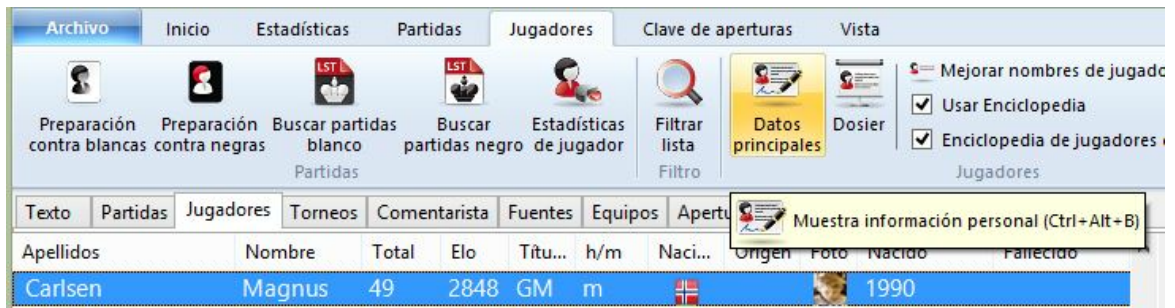 Archivo Inicio Estadísticas Partidas Jugadores Clave de aperturas Vista
LST LST
Mejorar nombres de jugado
Usar Enciclopedia
Preparación Preparación Buscar partidas Buscar Estadísticas Filtrar Datos Dosier
contra blancas contra negras blanco partidas negro de jugador lista principales
Enciclopedia de jugadores
Partidas Filtro Jugadores
Texto Partidas Jugadores Torneos Comentarista Fuentes Equipos Apertu
Muestra información personal (Ctrl+Alt+B)
Apellidos Nombre Total Elo Títu... h/m Naci... Origen Foto Nacido Fallecido
Carlsen Magnus 49 2848 GM m 1990